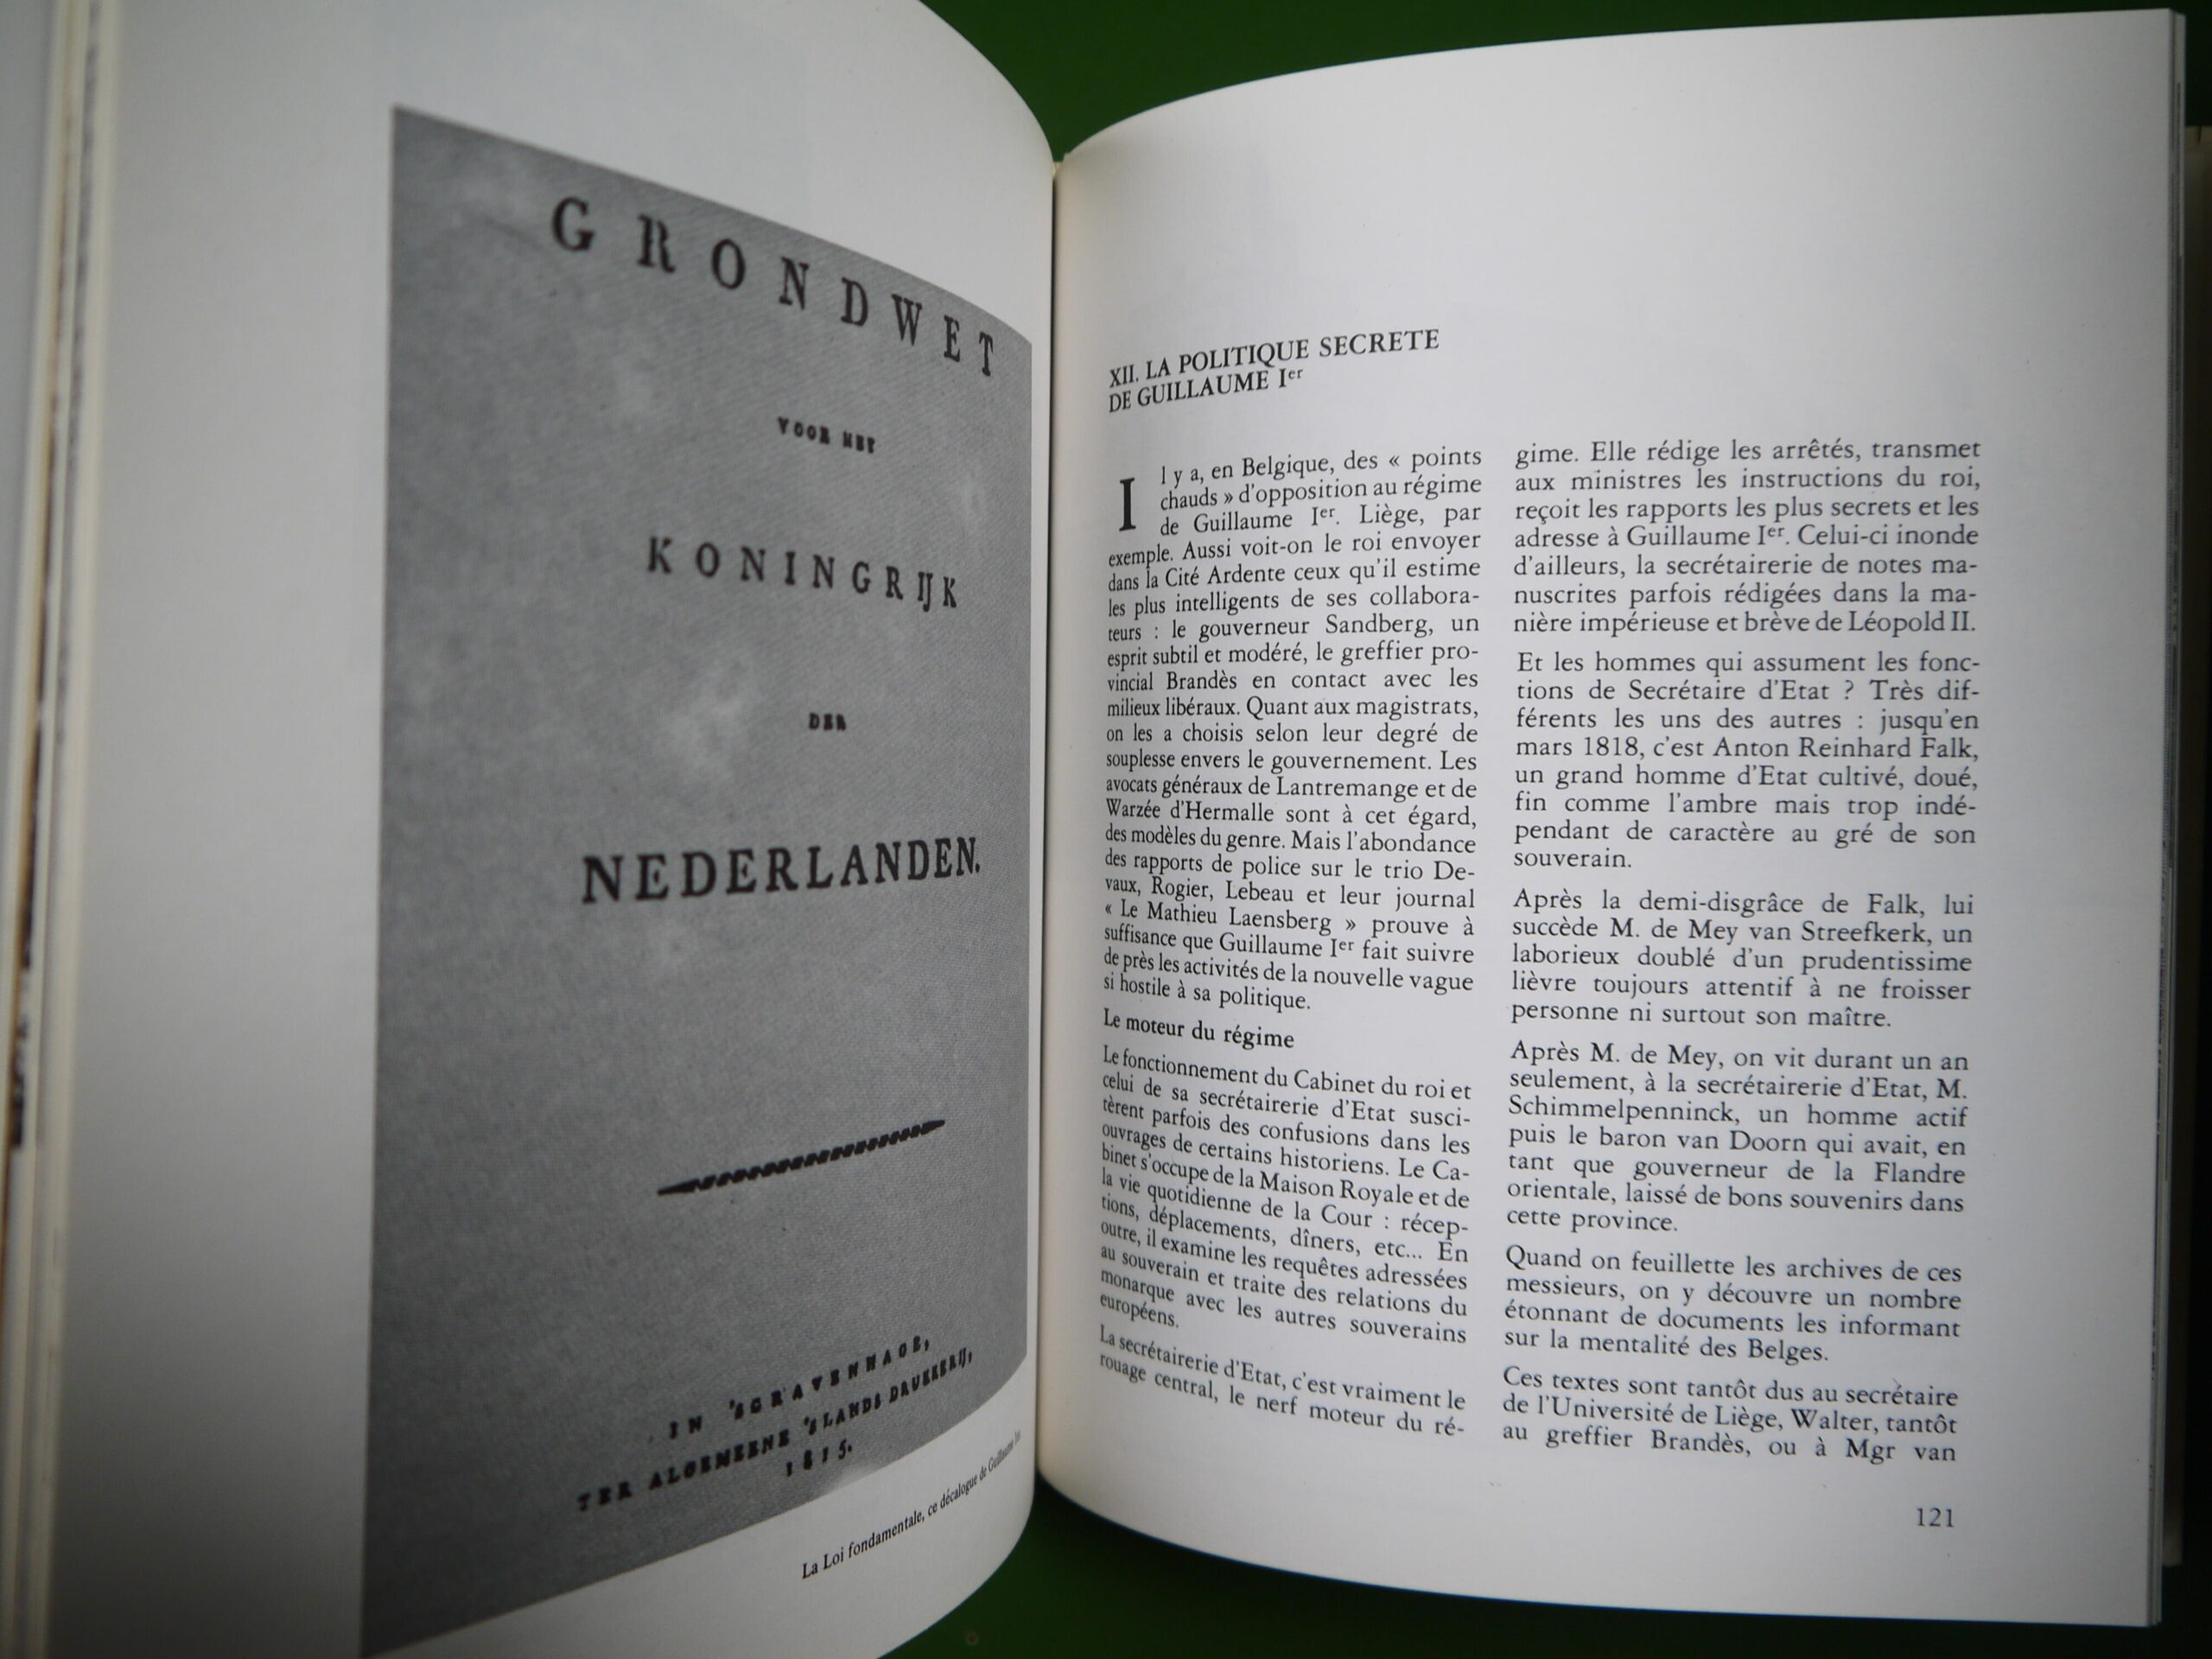 GRONDWET
VOOR HET
KONINGRIJK
DER
NEDERLANDEN.
IN 'SGRAVENHAGE,
TER ALGEMEENE 'SLANDS DRUKKERIJ,
1815.
La Loi fondamentale, ce décalogue de Guillaume Ier
XII. LA POLITIQUE SECRETE
DE GUILLAUME Ier
Il y a, en Belgique, des « points
chauds » d'opposition au régime
de Guillaume Ier. Liège, par
exemple. Aussi voit-on le roi envoyer
dans la Cité Ardente ceux qu'il estime
les plus intelligents de ses collabora-
teurs : le gouverneur Sandberg, un
esprit subtil et modéré, le greffier pro-
vincial Brandès en contact avec les
milieux libéraux. Quant aux magistrats,
on les a choisis selon leur degré de
souplesse envers le gouvernement. Les
avocats généraux de Lantremange et de
Warzée d'Hermalle sont à cet égard,
des modèles du genre. Mais l'abondance
des rapports de police sur le trio De-
vaux, Rogier, Lebeau et leur journal
« Le Mathieu Laensberg » prouve à
suffisance que Guillaume Ier fait suivre
de près les activités de la nouvelle vague
si hostile à sa politique.
Le moteur du régime
Le fonctionnement du Cabinet du roi et
celui de sa secrétairerie d'Etat susci-
tèrent parfois des confusions dans les
ouvrages de certains historiens. Le Ca-
binet s'occupe de la Maison Royale et de
la vie quotidienne de la Cour : récep-
tions, déplacements, dîners, etc... En
outre, il examine les requêtes adressées
au souverain et traite des relations du
monarque avec les autres souverains
européens.
La secrétairerie d'Etat, c'est vraiment le
rouage central, le nerf moteur du ré-
gime. Elle rédige les arrêtés, transmet
aux ministres les instructions du roi,
reçoit les rapports les plus secrets et les
adresse à Guillaume Ier. Celui-ci inonde
d'ailleurs, la secrétairerie de notes ma-
nuscrites parfois rédigées dans la ma-
nière impérieuse et brève de Léopold II.
Et les hommes qui assument les fonc-
tions de Secrétaire d'Etat ? Très dif-
férents les uns des autres : jusqu'en
mars 1818, c'est Anton Reinhard Falk,
un grand homme d'Etat cultivé, doué,
fin comme l'ambre mais trop indé-
pendant de caractère au gré de son
souverain.
Après la demi-disgrâce de Falk, lui
succède M. de Mey van Streefkerk, un
laborieux doublé d'un prudentissime
lièvre toujours attentif à ne froisser
personne ni surtout son maître.
Après M. de Mey, on vit durant un an
seulement, à la secrétairerie d'Etat, M.
Schimmelpenninck, un homme actif
puis le baron van Doorn qui avait, en
tant que gouverneur de la Flandre
orientale, laissé de bons souvenirs dans
cette province.
Quand on feuillette les archives de ces
messieurs, on y découvre un nombre
étonnant de documents les informant
sur la mentalité des Belges.
Ces textes sont tantôt dus au secrétaire
de l'Université de Liège, Walter, tantôt
au greffier Brandès, ou à Mgr van
121